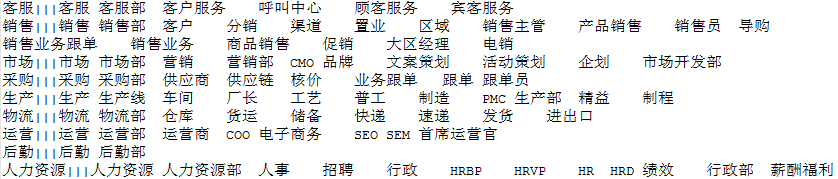 客服|||客服 客服部 客户服务 呼叫中心 顾客服务 宾客服务
销售|||销售 销售部 客户 分销 渠道 置业 区域 销售主管 产品销售 销售员 导购
销售业务跟单 销售业务 商品销售 促销 大区经理 电销
市场|||市场 市场部 营销 营销部 CMO 品牌 文案策划 活动策划 企划 市场开发部
采购|||采购 采购部 供应商 供应链 核价 业务跟单 跟单 跟单员
生产|||生产 生产线 车间 厂长 工艺 普工 制造 PMC 生产部 精益 制程
物流|||物流 物流部 仓库 货运 储备 快递 速递 发货 进出口
运营|||运营 运营部 运营商 COO 电子商务 SEO SEM 首席运营官
后勤|||后勤 后勤部
人力资源|||人力资源 人力资源部 人事 招聘 行政 HRBP HRVP HR HRD 绩效 行政部 薪酬福利